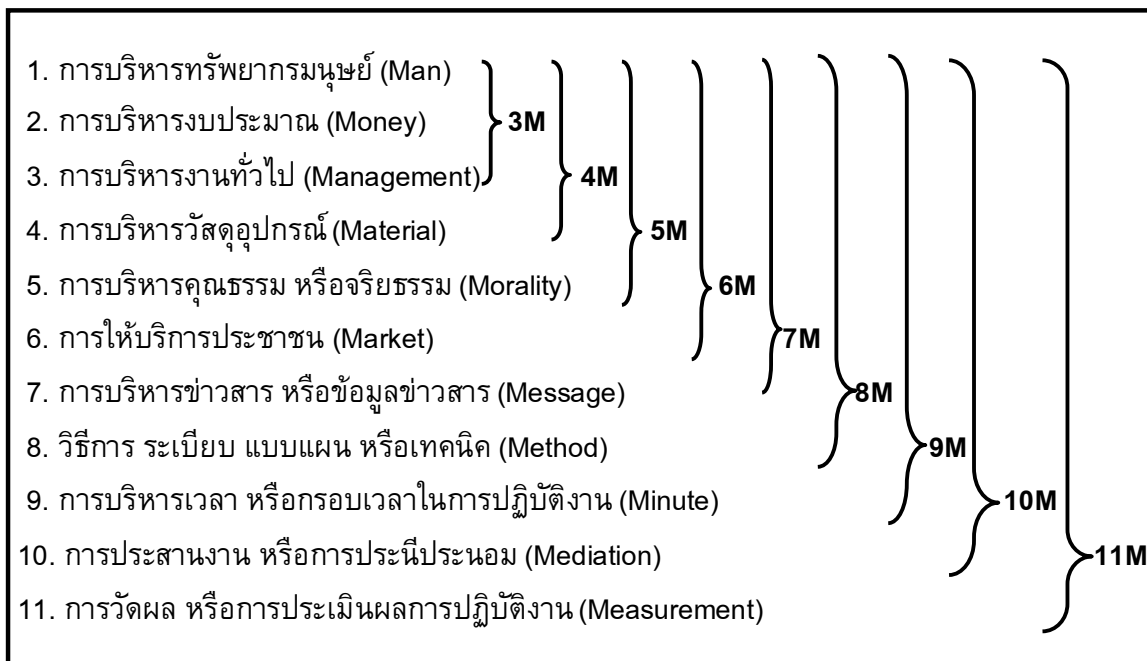 1. การบริหารทรัพยากรมนุษย์ (Man)
2. การบริหารงบประมาณ (Money)
3M
3. การบริหารงานทั่วไป (Management)
4M
4. การบริหารวัสดุอุปกรณ์ (Material)
5M
5. การบริหารคุณธรรม หรือจริยธรรม (Morality)
6M
6. การให้บริการประชาชน (Market)
7M
7. การบริหารข่าวสาร หรือข้อมูลข่าวสาร (Message)
8M
8. วิธีการ ระเบียบ แบบแผน หรือเทคนิค (Method)
9M
9. การบริหารเวลา หรือกรอบเวลาในการปฏิบัติงาน (Minute)
10M
10. การประสานงาน หรือการประนีประนอม (Mediation)
11M
11. การวัดผล หรือการประเมินผลการปฏิบัติงาน (Measurement)